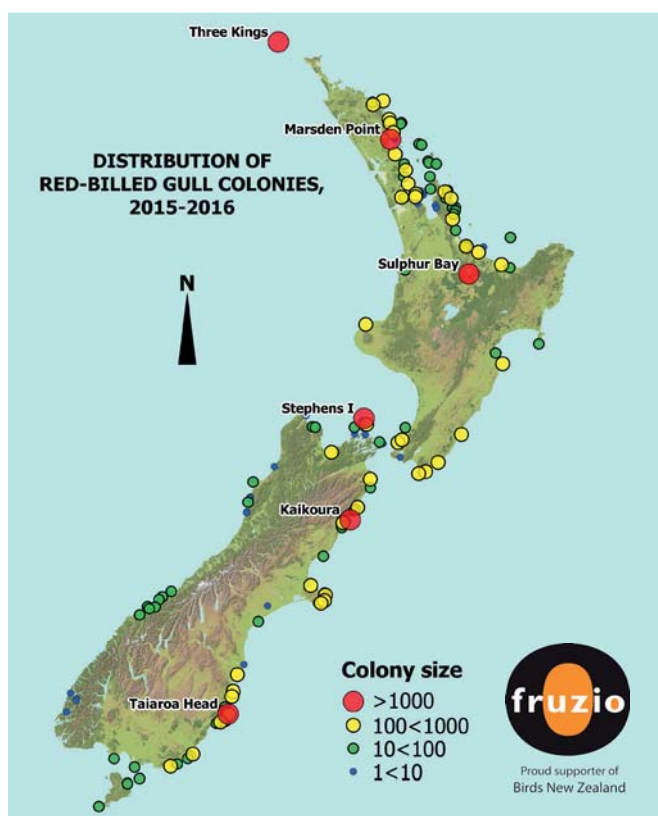 Three Kings
Marsden Point
DISTRIBUTION OF
RED-BILLED GULL COLONIES,
2015-2016
Sulphur Bay
N
Stephens I
Kaikoura
Taiaroa Head
Colony size
>1000
100<1000
10<100
1<10
fruzio
Proud supporter of
Birds New Zealand